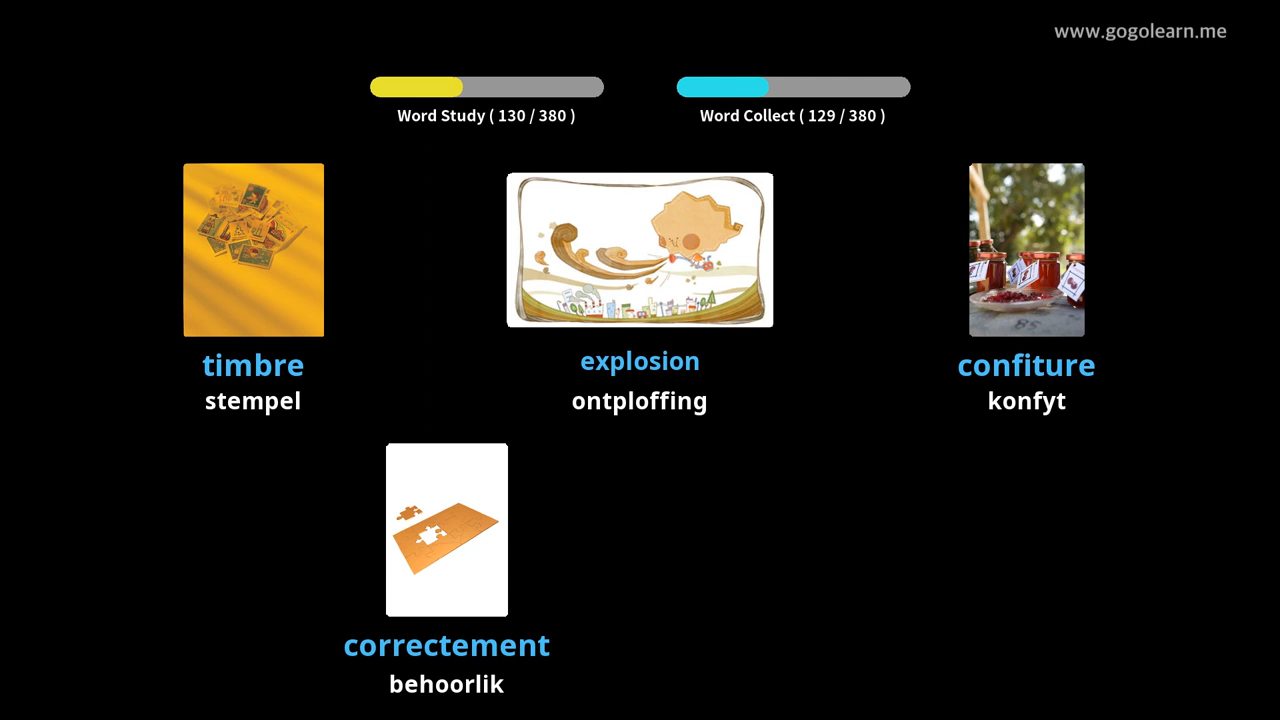 www.gogolearn.me
Word Study ( 130 / 380 )
Word Collect ( 129 / 380 )
timbre
stempel
explosion
ontploffing
confiture
konfyt
correctement
behoorlik